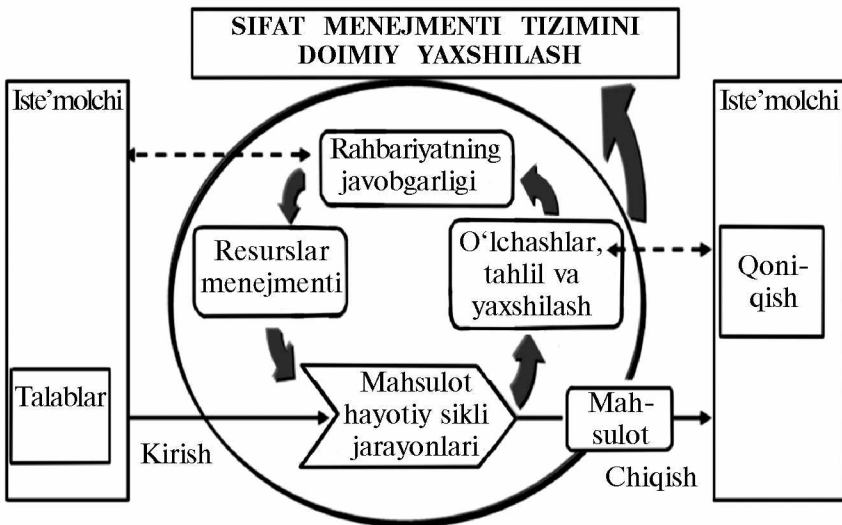 SIFAT MENEJMENTI TIZIMINI
DOIMIY YAXSHILASH
Iste’molchi
Iste’molchi
Rahbariyatning
javobgarligi
Resurslar
menejmenti
O‘lchashlar,
tahlil va
yaxshilash
Qoni-
qish
Talablar
Mahsulot
hayotiy sikli
jarayonlari
Mah-
sulot
Kirish
Chiqish